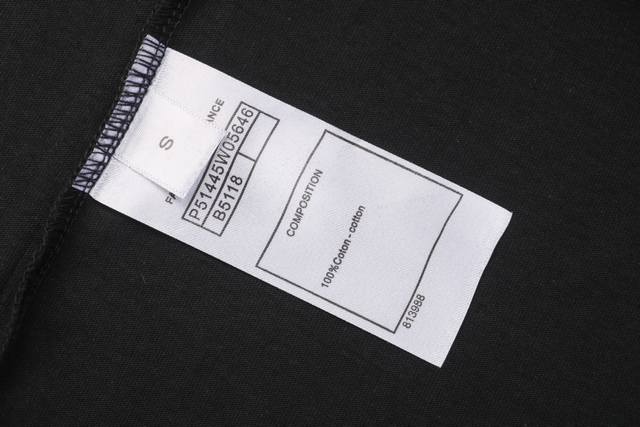 S
P51445W05646
B5118
COMPOSITION
100%Coton - cotton
813988